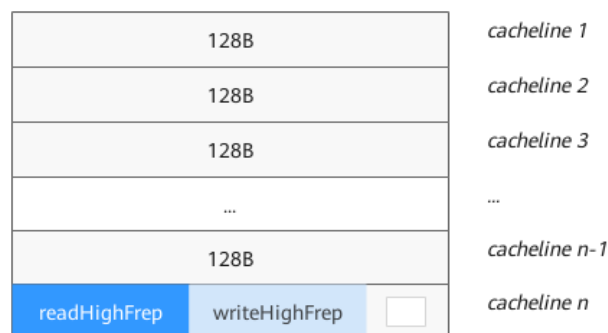 128B cacheline 1
128B cacheline 2
128B cacheline 3
... ...
128B cacheline n-1
readHighFrep writeHighFrep cacheline n